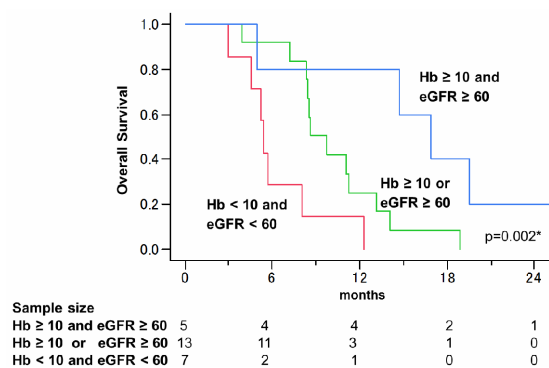 Overall Survival
1.0
0.8
0.6
0.4
0.2
0.0
Hb ≥ 10 and
eGFR ≥ 60
Hb ≥ 10 or
eGFR ≥ 60
Hb < 10 and
eGFR < 60
p=0.002*
0 6 12 18 24
months
Sample size
Hb ≥ 10 and eGFR ≥ 60 5 4 4 2 1
Hb ≥ 10 or eGFR ≥ 60 13 11 3 1 0
Hb < 10 and eGFR < 60 7 2 1 0 0